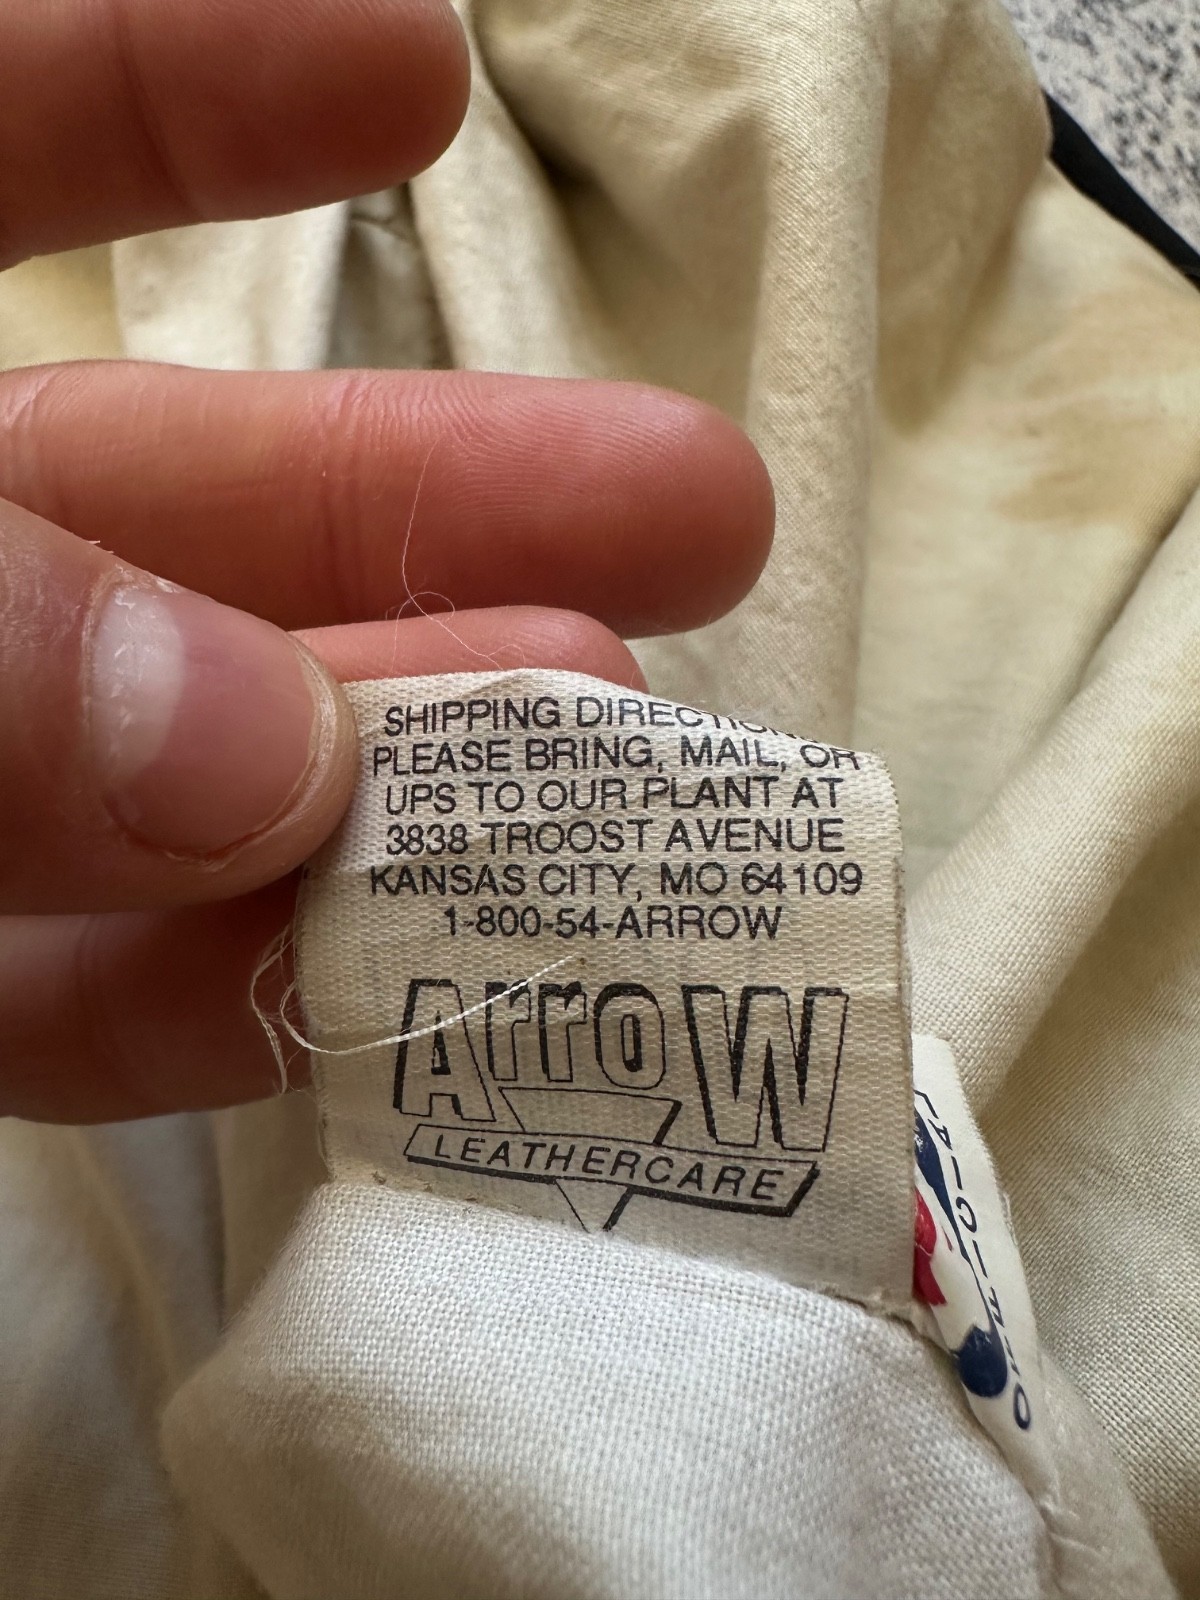 SHIPPING
PLEASE BRING, MAIL, OR
UPS TO OUR PLANT AT
3838 TROOST AVENUE
KANSAS CITY, MO 64109
1-800-54-ARROW
ArroW
LEATHERCARE